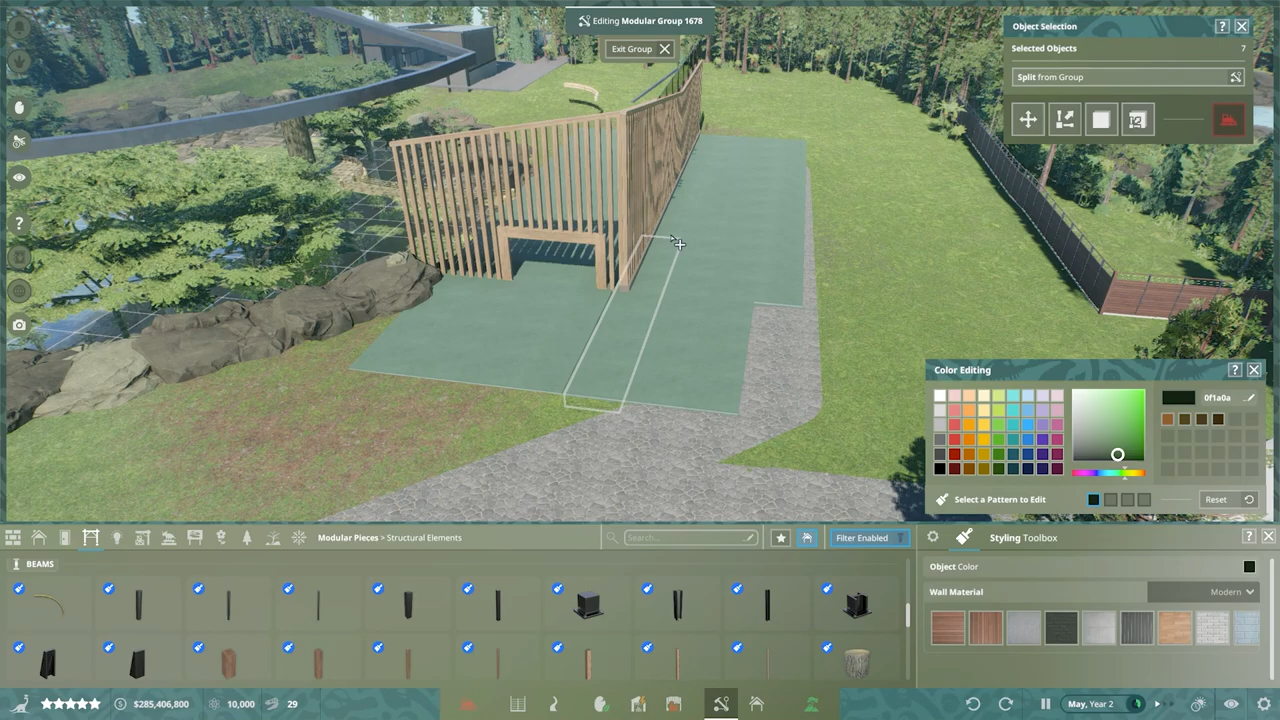 Editing Modular Group 1678
Exit Group
Object Selection
?
Selected Objects 7
Split from Group
?
Color Editing ?
0f1a0a
Select a Pattern to Edit Reset
Modular Pieces > Structural Elements Search... Filter Enabled
Styling Toolbox ?
BEAMS
Object Color
Wall Material Modern
$285,406,800 10,000 29 May, Year 2